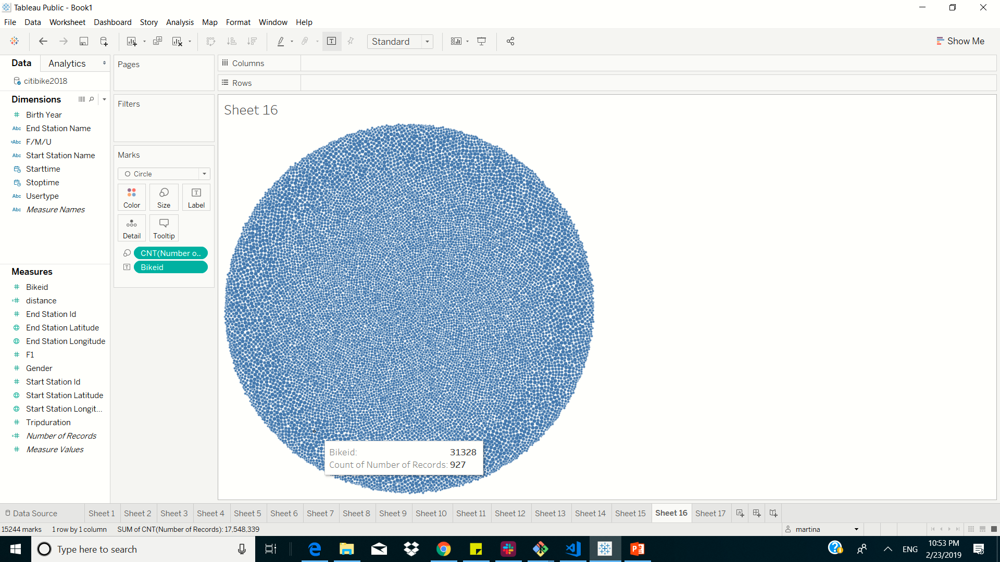 Tableau Public - Book1
File Data Worksheet Dashboard Story Analysis Map Format Window Help
Standard
Show Me
Data Analytics
citibike2018
Dimensions
Birth Year
Abc End Station Name
=Abc F/M/U
Abc Start Station Name
Starttime
Stoptime
Abc Usertype
Abc Measure Names
Measures
Bikeid
distance
End Station Id
End Station Latitude
End Station Longitude
F1
Gender
Start Station Id
Start Station Latitude
Start Station Longit...
Tripduration
Number of Records
Measure Values
Pages
Filters
Marks
Circle
Color Size Label
Detail Tooltip
CNT(Number o..
Bikeid
Columns
Rows
Sheet 16
Bikeid: 31328
Count of Number of Records: 927
Data Source Sheet 1 Sheet 2 Sheet 3 Sheet 4 Sheet 5 Sheet 6 Sheet 7 Sheet 8 Sheet 9 Sheet 10 Sheet 11 Sheet 12 Sheet 13 Sheet 14 Sheet 15 Sheet 16 Sheet 17
15244 marks 1 row by 1 column SUM of CNT(Number of Records): 17,548,339
martina
Type here to search
ENG
10:53 PM
2/23/2019